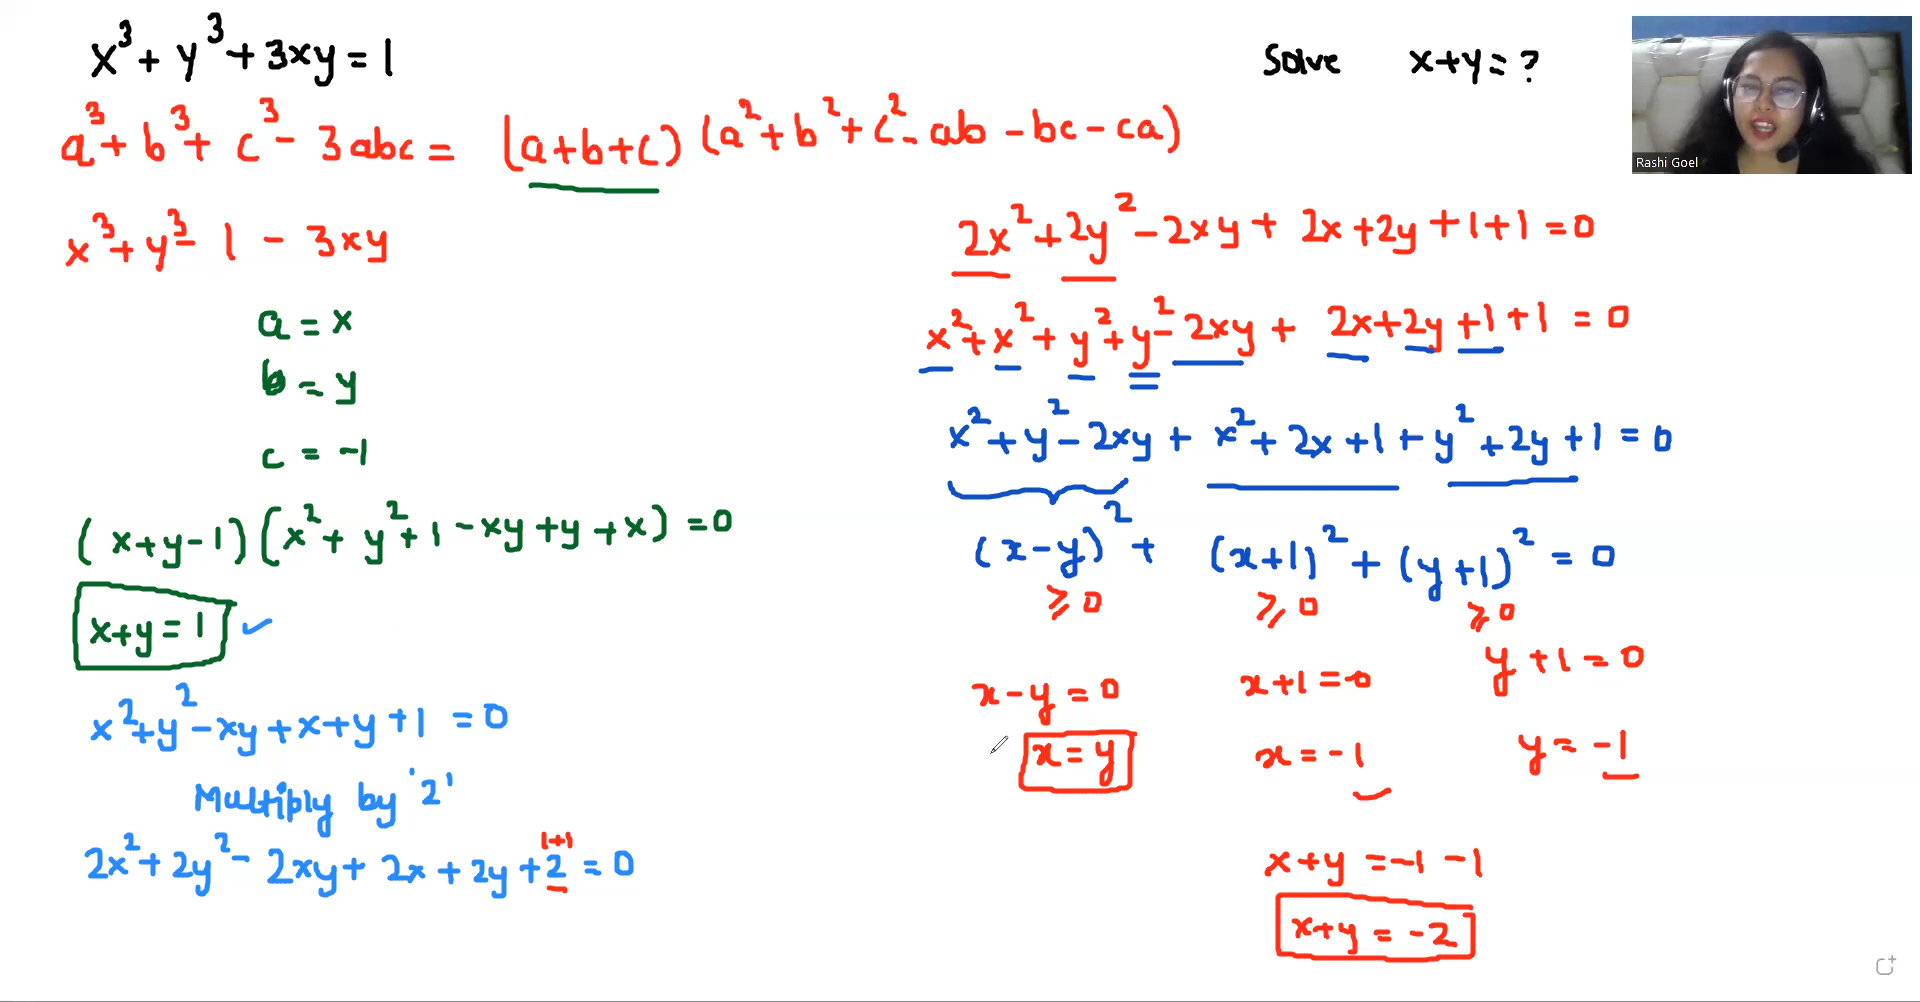 x³ + y³ + 3xy = 1
Solve x+y = ?
a³ + b³ + c³ - 3abc = (a+b+c) (a² + b² + c² - ab - bc - ca)
x³ + y³ - 1 - 3xy
a = x
b = y
c = -1
(x+y-1) (x² + y² + 1 - xy + y + x) = 0
x+y = 1 ✓
x² + y² - xy + x + y + 1 = 0
Multiply by '2'
1+1
2x² + 2y² - 2xy + 2x + 2y + 2 = 0
2x² + 2y² - 2xy + 2x + 2y + 1 + 1 = 0
x² + x² + y² + y² - 2xy + 2x + 2y + 1 + 1 = 0
x² + y² - 2xy + x² + 2x + 1 + y² + 2y + 1 = 0
(x-y)² + (x+1)² + (y+1)² = 0
⩾ 0 ⩾ 0 ⩾ 0
x - y = 0 x+1 = 0 y+1 = 0
x = y x = -1 y = -1
x+y = -1 -1
x+y = -2
Rashi Goel